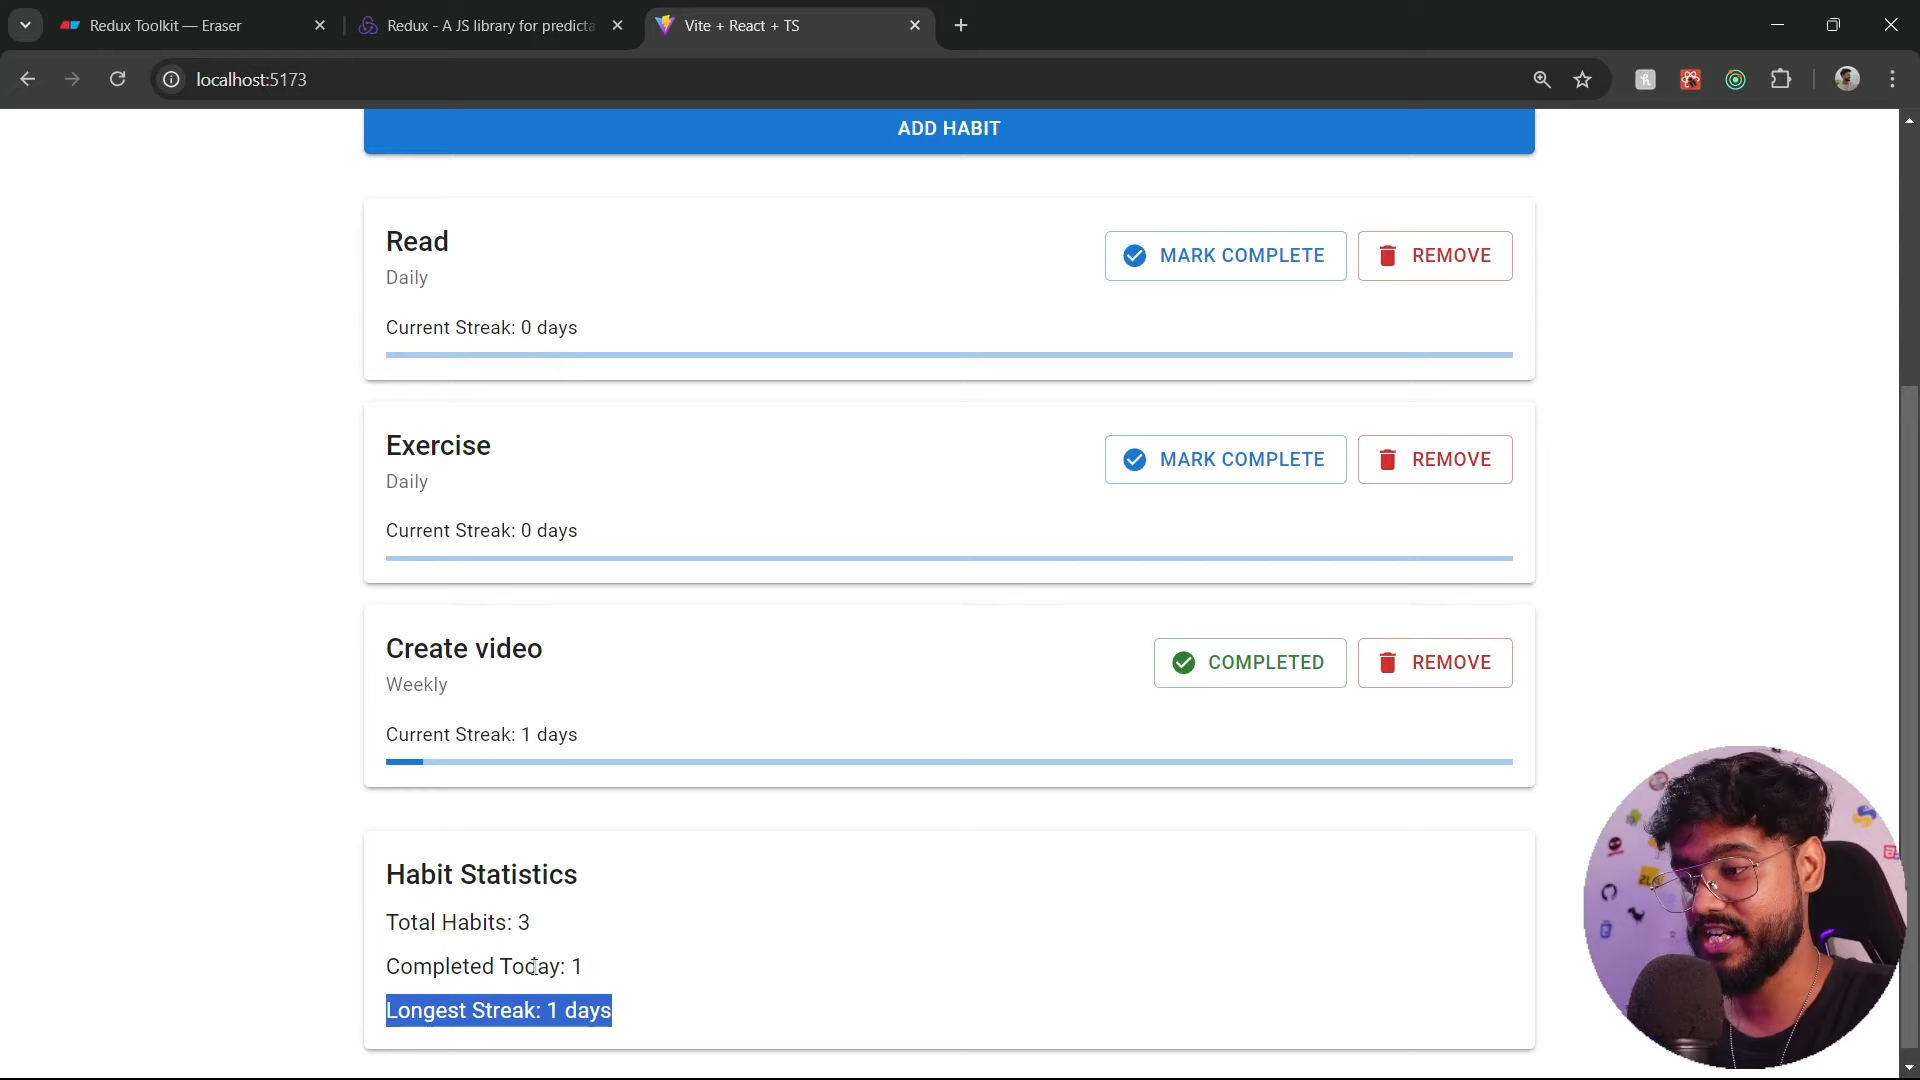 Redux Toolkit — Eraser
Redux - A JS library for predicta
Vite + React + TS
localhost:5173
ADD HABIT
Read
Daily
MARK COMPLETE
REMOVE
Current Streak: 0 days
Exercise
Daily
MARK COMPLETE
REMOVE
Current Streak: 0 days
Create video
Weekly
COMPLETED
REMOVE
Current Streak: 1 days
Habit Statistics
Total Habits: 3
Completed Today: 1
Longest Streak: 1 days